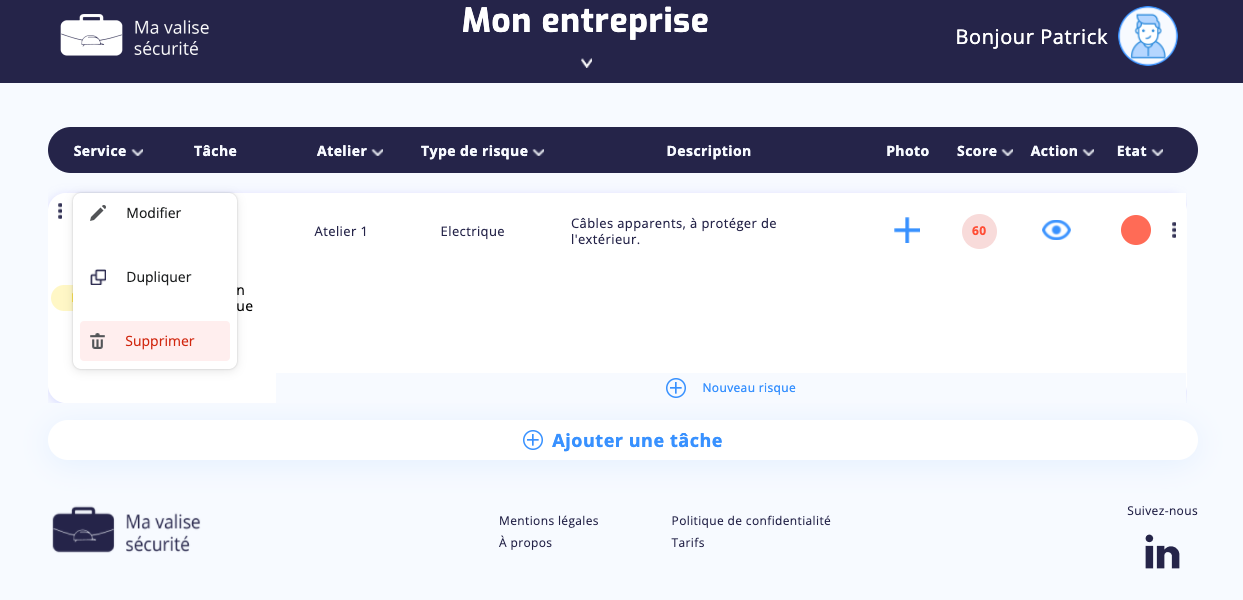 Ma valise
sécurité
Mon entreprise
Bonjour Patrick
Service Tâche Atelier Type de risque Description Photo Score Action Etat
Modifier
Dupliquer
Supprimer
n
ue
Atelier 1
Electrique
Câbles apparents, à protéger de
l'extérieur.
60
Nouveau risque
Ajouter une tâche
Ma valise
sécurité
Mentions légales
À propos
Politique de confidentialité
Tarifs
Suivez-nous
in